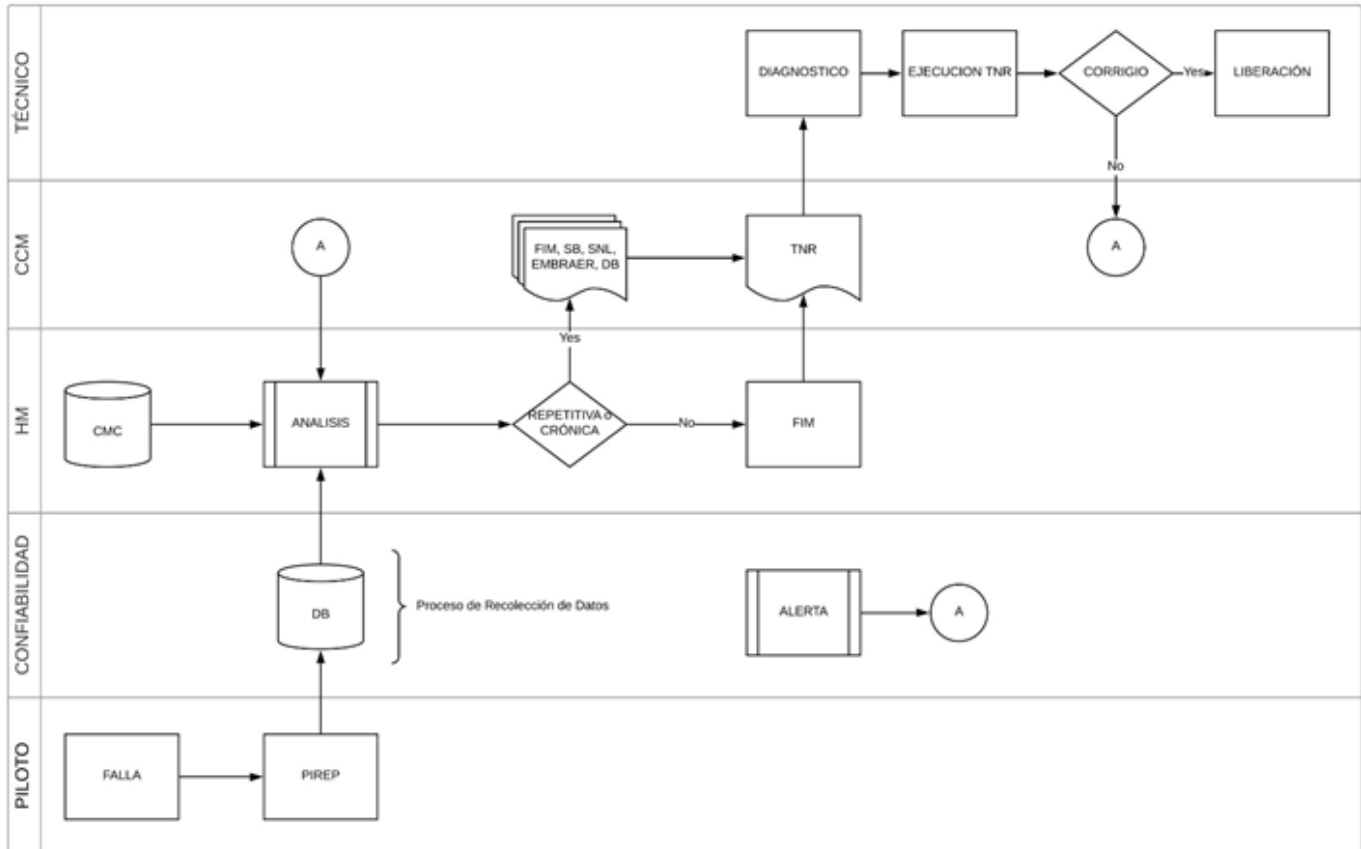 TÉCNICO
DIAGNOSTICO
EJECUCION TNR
CORRIGIO
Yes
LIBERACIÓN
No
CCM
A
FIM, SB, SNL,
EMBRAER, DB
TNR
A
Yes
HM
CMC
ANALISIS
REPETITIVA o
CRÓNICA
No
FIM
CONFIABILIDAD
DB
Proceso de Recolección de Datos
ALERTA
A
PILOTO
FALLA
PIREP